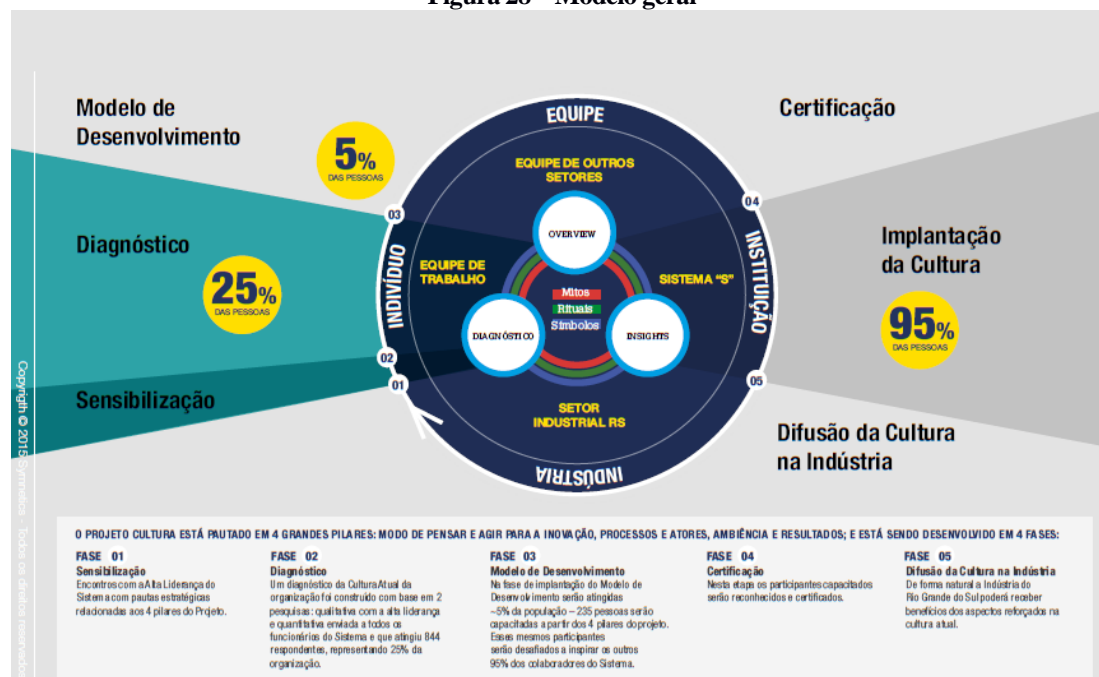 Figura 28 – Modelo geral
Modelo de
Desenvolvimento
5%
DAS PESSOAS
Diagnóstico
25%
DAS PESSOAS
Sensibilização
EQUIPE
EQUIPE DE OUTROS
SETORES
03
04
OVERVIEW
INDIVÍDUO
EQUIPE DE
TRABALHO
Mitos
Rituais
Símbolos
SISTEMA “S”
INSTITUIÇÃO
DIAGNÓSTICO
INSIGHTS
02
01
05
SETOR
INDUSTRIAL RS
INDÚSTRIA
Certificação
Implantação
da Cultura
95%
DAS PESSOAS
Difusão da Cultura
na Indústria
Copyrigth © 2015 Symnetics - Todos os direitos reservados
O PROJETO CULTURA ESTÁ PAUTADO EM 4 GRANDES PILARES: MODO DE PENSAR E AGIR PARA A INOVAÇÃO, PROCESSOS E ATORES, AMBIÊNCIA E RESULTADOS; E ESTÁ SENDO DESENVOLVIDO EM 4 FASES:
FASE 01
Sensibilização
Encontros com a Alta Liderança do
Sistema com pautas estratégicas
relacionadas aos 4 pilares do Projeto.
FASE 02
Diagnóstico
Um diagnóstico da Cultura Atual da
organização foi construído com base em 2
pesquisas: qualitativa com a alta liderança
e quantitativa enviada a todos os
funcionários do Sistema e que atingiu 844
respondentes, representando 25% da
organização.
FASE 03
Modelo de Desenvolvimento
Na fase de implantação do Modelo de
Desenvolvimento serão atingidas
~5% da população – 235 pessoas serão
capacitadas a partir dos 4 pilares do projeto.
Esses mesmos participantes
serão desafiados a inspirar os outros
95% dos colaboradores do Sistema.
FASE 04
Certificação
Nesta etapa os participantes capacitados
serão reconhecidos e certificados.
FASE 05
Difusão da Cultura na Indústria
De forma natural a Indústria do
Rio Grande do Sul poderá receber
benefícios dos aspectos reforçados na
cultura atual.